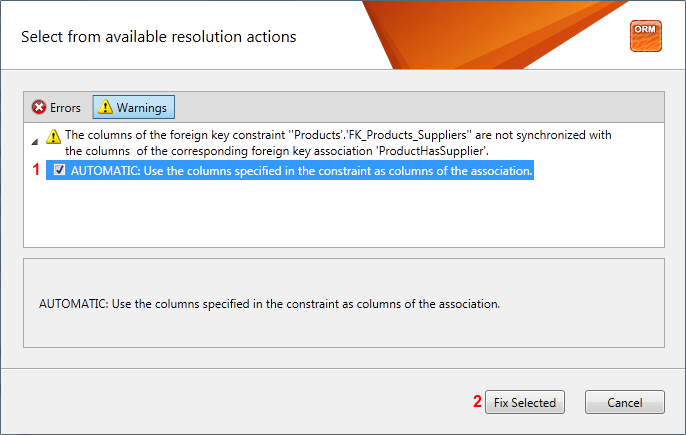 Select from available resolution actions
ORM
Errors
Warnings
The columns of the foreign key constraint "Products'.'FK_Products_Suppliers" are not synchronized with
the columns of the corresponding foreign key association 'ProductHasSupplier'.
1
AUTOMATIC: Use the columns specified in the constraint as columns of the association.
AUTOMATIC: Use the columns specified in the constraint as columns of the association.
2
Fix Selected
Cancel